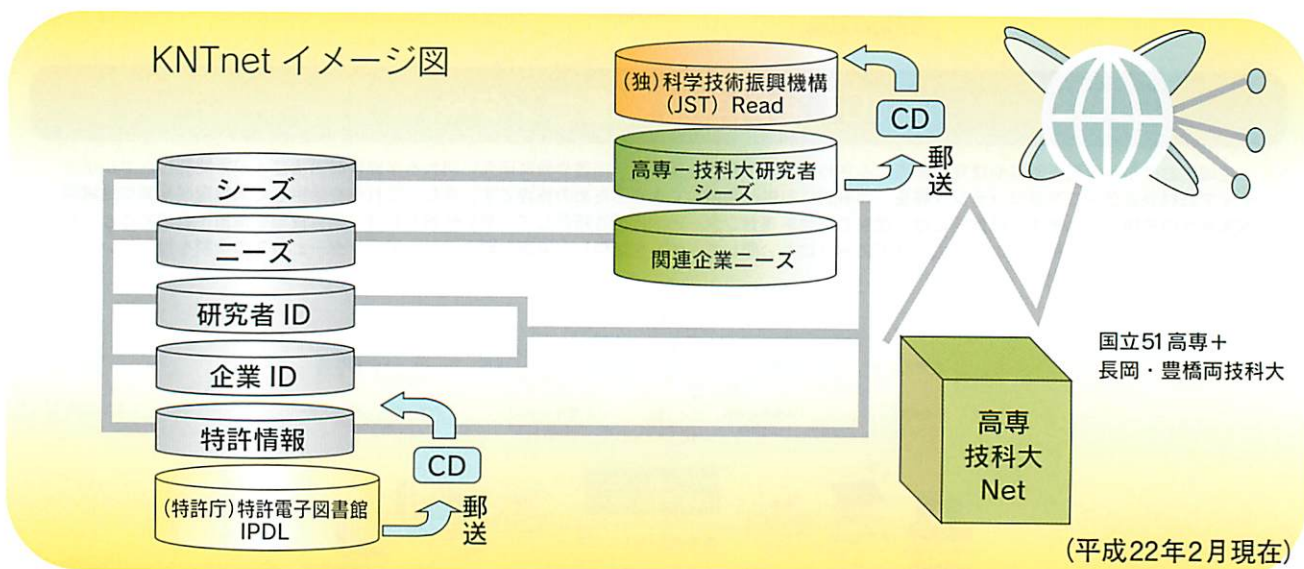 KNTnet イメージ図
(独)科学技術振興機構
(JST) Read
CD
郵送
高専－技科大研究者
シーズ
関連企業ニーズ
シーズ
ニーズ
研究者 ID
企業 ID
特許情報
CD
郵送
(特許庁)特許電子図書館
IPDL
国立51高専＋
長岡・豊橋両技科大
高専
技科大
Net
(平成22年2月現在)